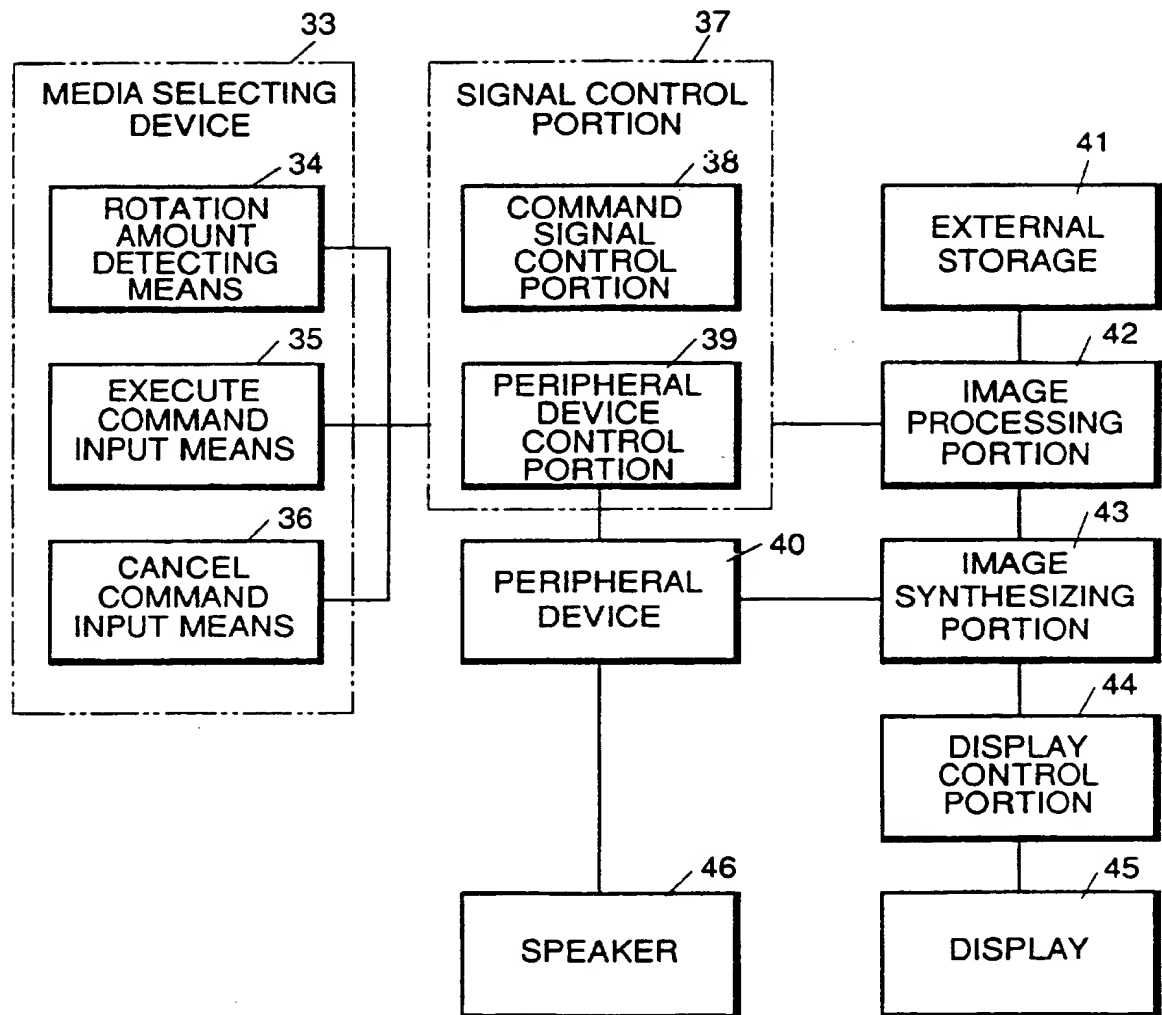 33
MEDIA SELECTING
DEVICE
34
ROTATION
AMOUNT
DETECTING
MEANS
35
EXECUTE
COMMAND
INPUT MEANS
36
CANCEL
COMMAND
INPUT MEANS
37
SIGNAL CONTROL
PORTION
38
COMMAND
SIGNAL
CONTROL
PORTION
39
PERIPHERAL
DEVICE
CONTROL
PORTION
40
PERIPHERAL
DEVICE
46
SPEAKER
41
EXTERNAL
STORAGE
42
IMAGE
PROCESSING
PORTION
43
IMAGE
SYNTHESIZING
PORTION
44
DISPLAY
CONTROL
PORTION
45
DISPLAY